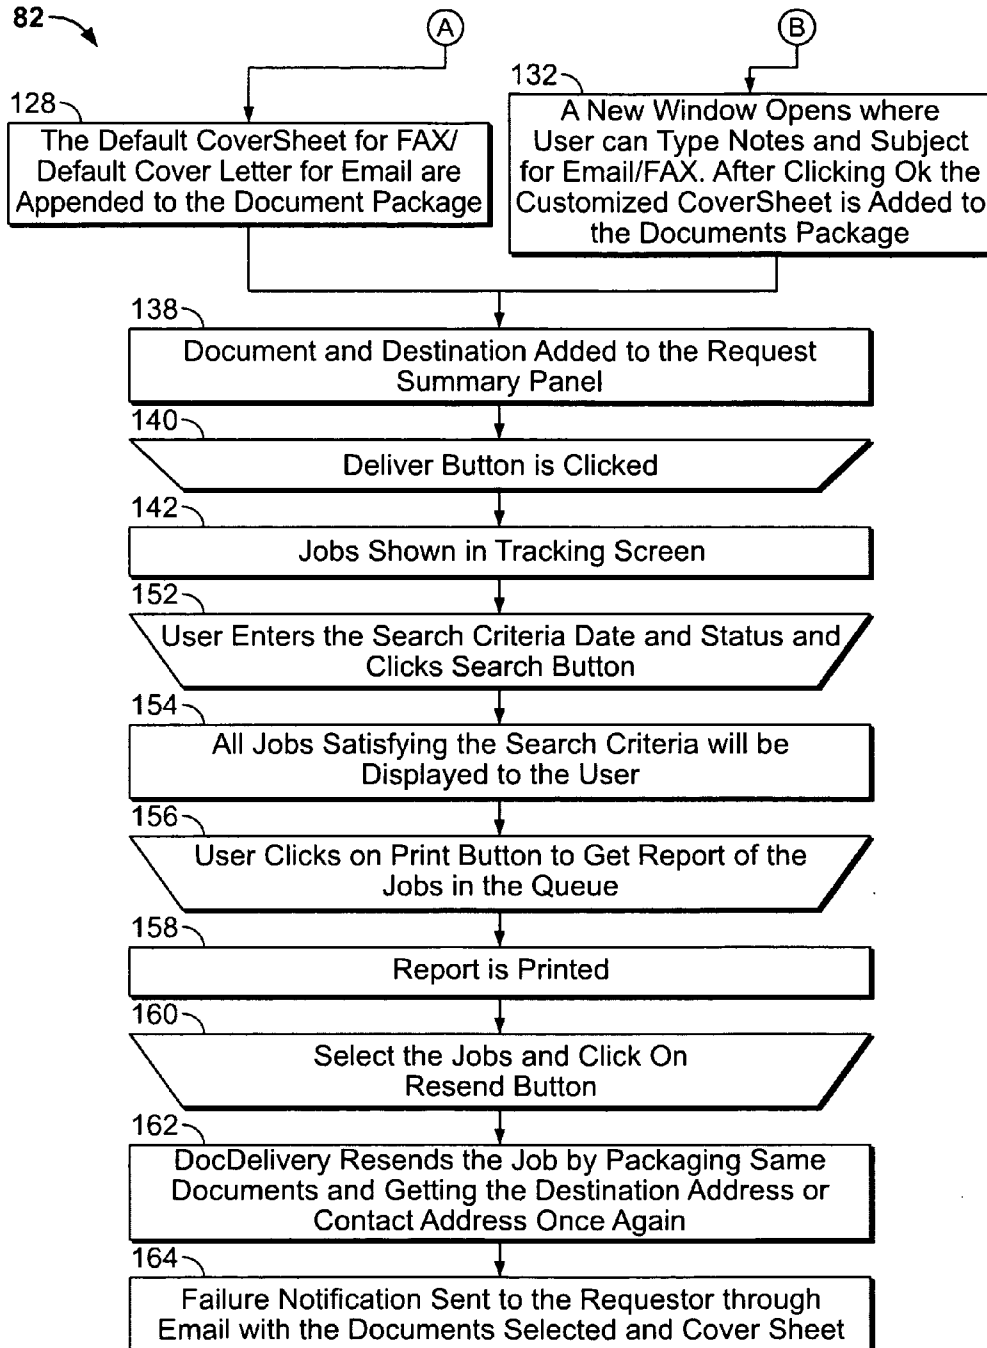 82
A
B
128
The Default CoverSheet for FAX/
Default Cover Letter for Email are
Appended to the Document Package
132
A New Window Opens where
User can Type Notes and Subject
for Email/FAX. After Clicking Ok the
Customized CoverSheet is Added to
the Documents Package
138
Document and Destination Added to the Request
Summary Panel
140
Deliver Button is Clicked
142
Jobs Shown in Tracking Screen
152
User Enters the Search Criteria Date and Status and
Clicks Search Button
154
All Jobs Satisfying the Search Criteria will be
Displayed to the User
156
User Clicks on Print Button to Get Report of the
Jobs in the Queue
158
Report is Printed
160
Select the Jobs and Click On
Resend Button
162
DocDelivery Resends the Job by Packaging Same
Documents and Getting the Destination Address or
Contact Address Once Again
164
Failure Notification Sent to the Requestor through
Email with the Documents Selected and Cover Sheet